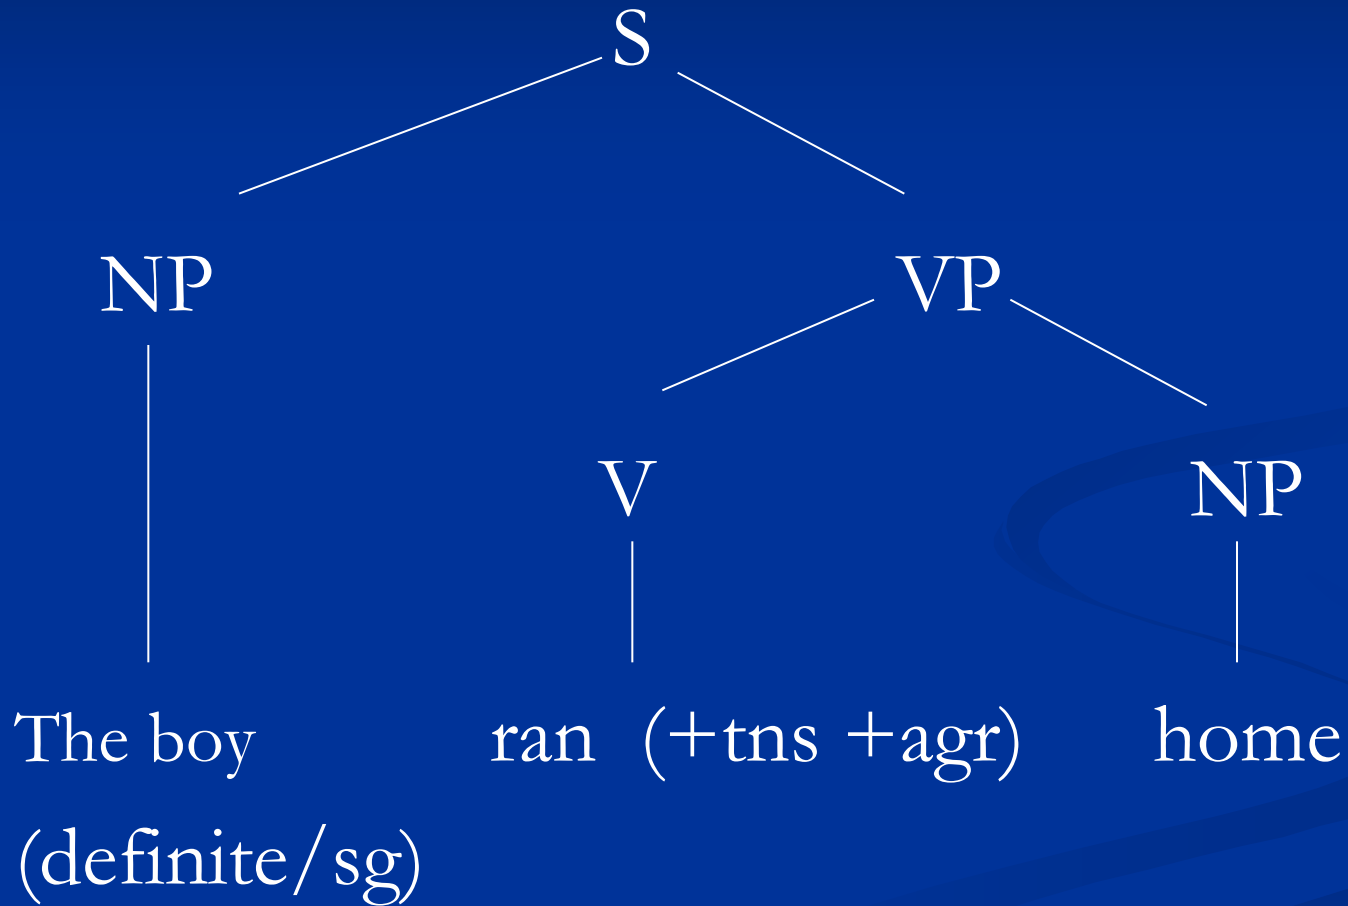 S
NP VP
V NP
The boy ran (+tns +agr) home
(definite/sg)